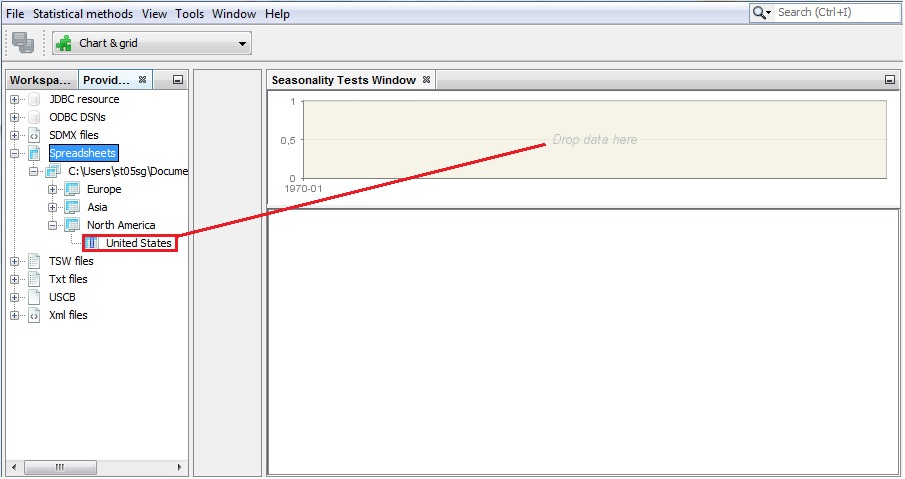 File Statistical methods View Tools Window Help
Search (Ctrl+I)
Chart & grid
Workspa... Provid...
JDBC resource
ODBC DSNs
SDMX files
Spreadsheets
C:\Users\st05sg\Docume
Europe
Asia
North America
United States
TSW files
Txt files
USCB
Xml files
Seasonality Tests Window
1
0,5
0
1970-01
Drop data here